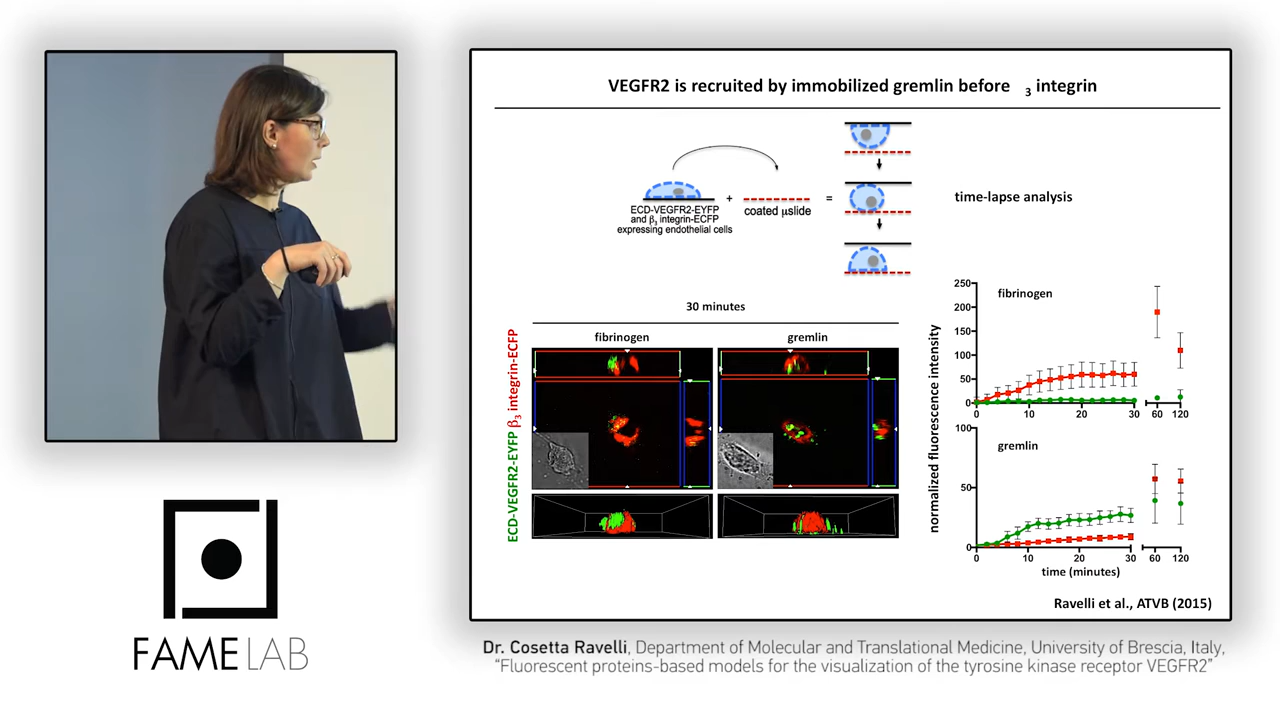 VEGFR2 is recruited by immobilized gremlin before 3 integrin
ECD-VEGFR2-EYFP
and β3 integrin-ECFP
expressing endothelial cells
+
coated µslide
=
time-lapse analysis
30 minutes
fibrinogen
gremlin
ECD-VEGFR2-EYFP β3 integrin-ECFP
normalized fluorescence intensity
fibrinogen
250
200
150
100
50
0
0 10 20 30 60 120
gremlin
100
50
0
0 10 20 30 60 120
time (minutes)
Ravelli et al., ATVB (2015)
FAMELAB
Dr. Cosetta Ravelli, Department of Molecular and Translational Medicine, University of Brescia, Italy,
“Fluorescent proteins-based models for the visualization of the tyrosine kinase receptor VEGFR2”